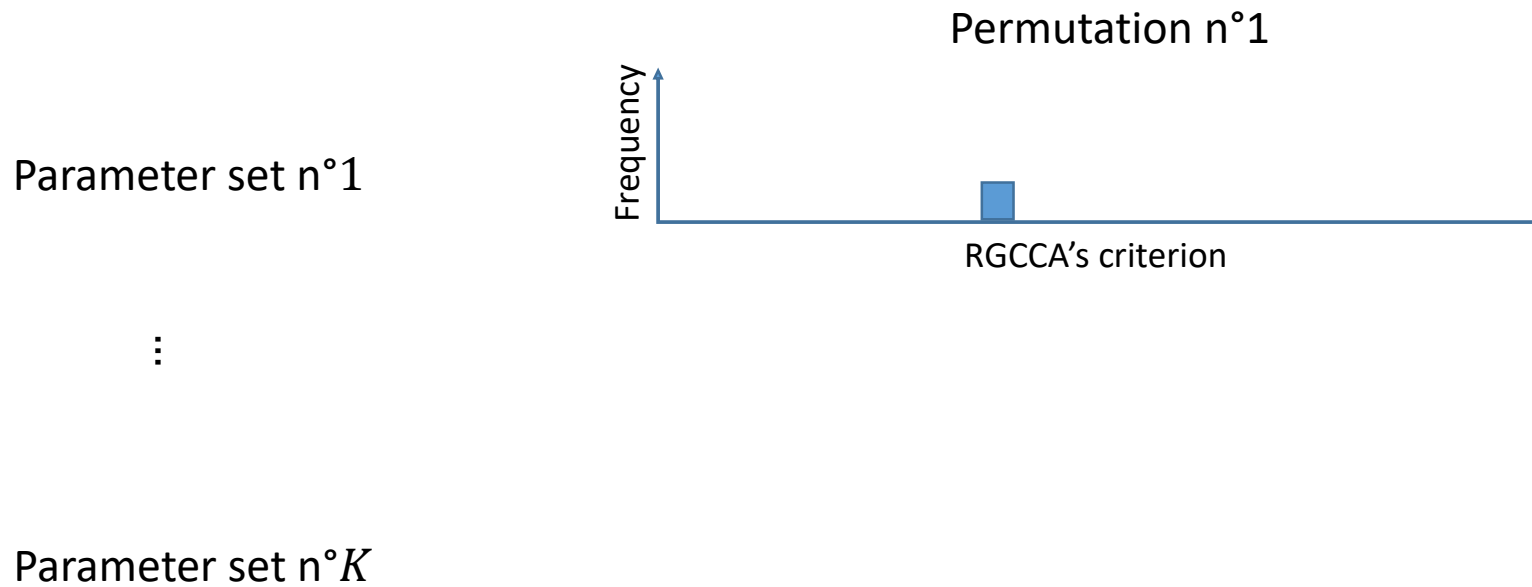 Permutation n°1
Frequency
Parameter set n°1
RGCCA’s criterion
⋮
Parameter set n°K